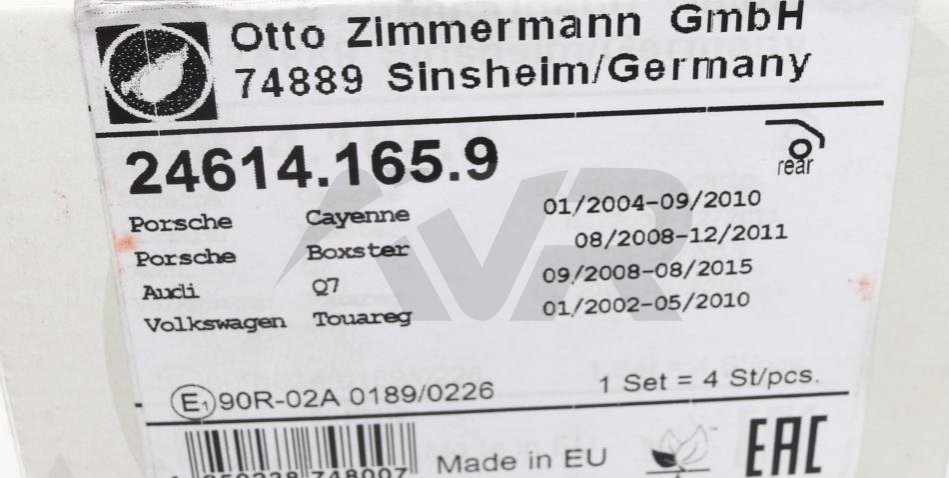 Otto Zimmermann GmbH
74889 Sinsheim/Germany
24614.165.9
rear
Porsche Cayenne 01/2004-09/2010
Porsche Boxster 08/2008-12/2011
Audi Q7 09/2008-08/2015
Volkswagen Touareg 01/2002-05/2010
E1 90R-02A 0189/0226
1 Set = 4 St/pcs.
Made in EU
EAC
748007